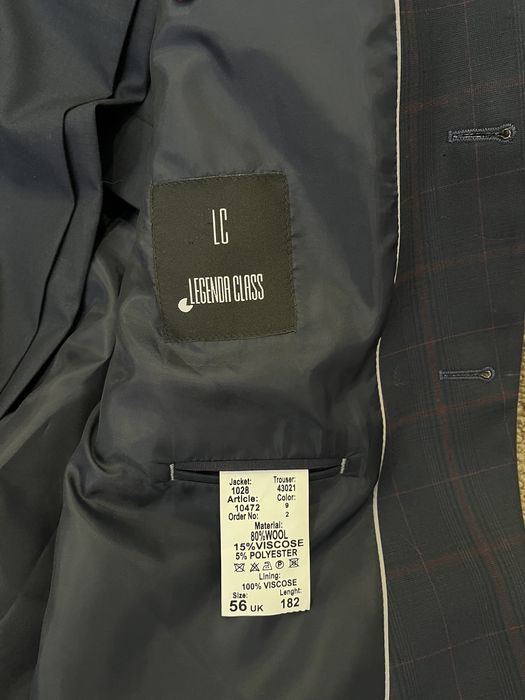 LC
LEGENDA CLASS
Jacket: Trouser:
1028 43021
Article: Color:
10472 9
Order No: 2
Material:
80%WOOL
15%VISCOSE
5% POLYESTER
Lining:
100% VISCOSE
Size: Lenght:
56 UK 182